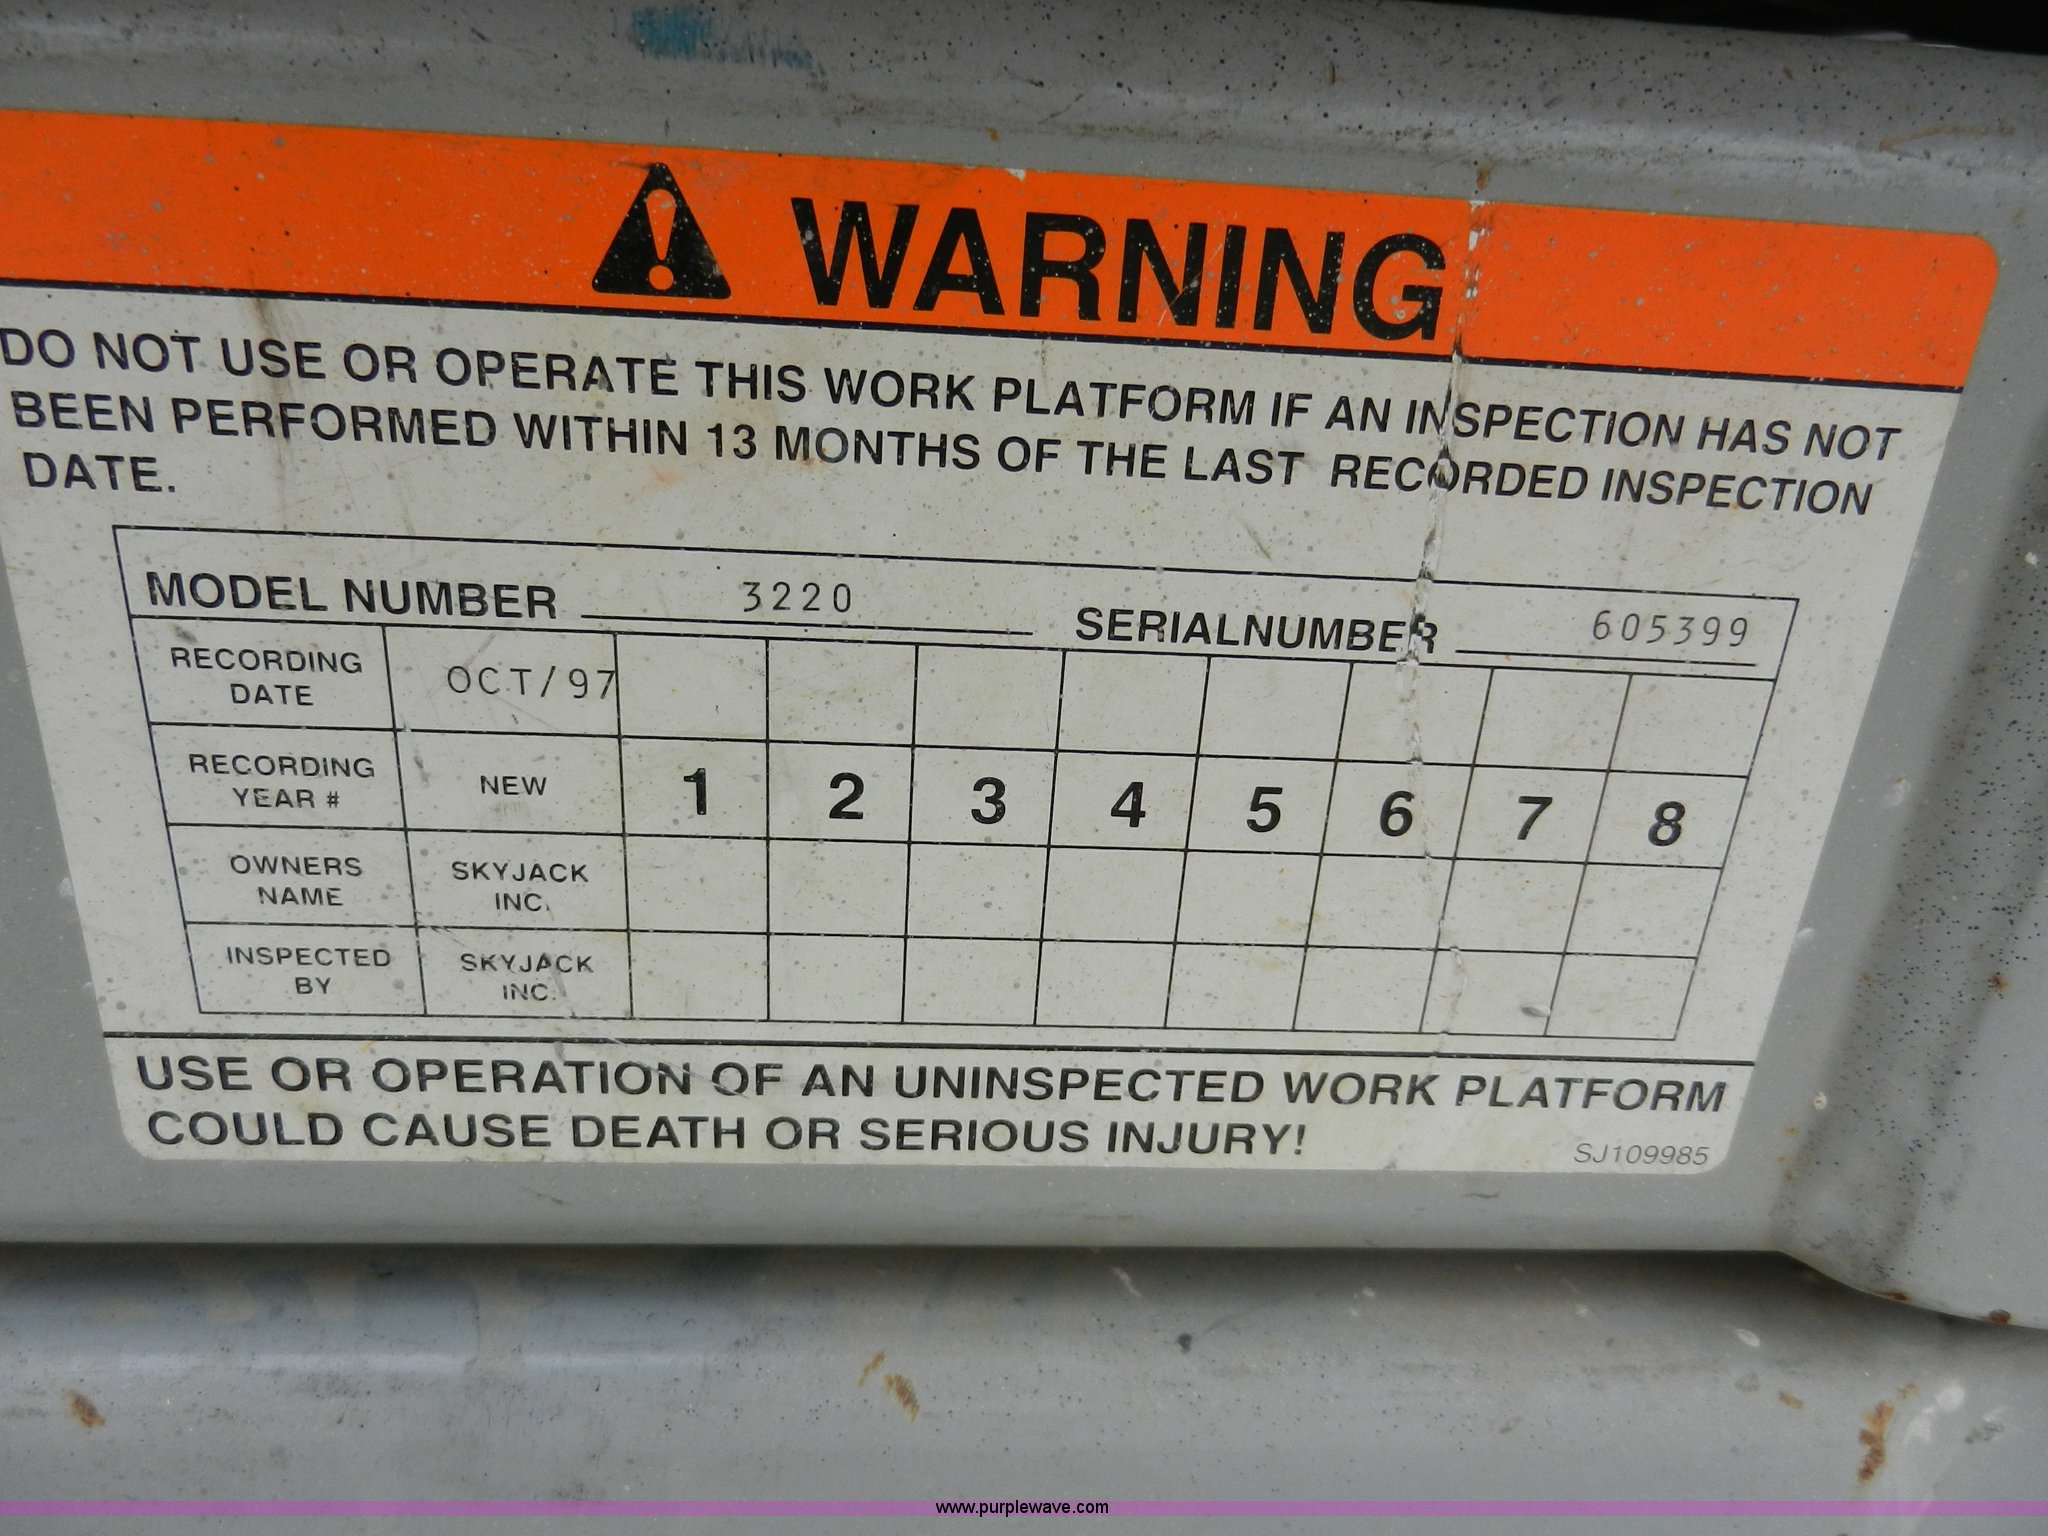 WARNING
DO NOT USE OR OPERATE THIS WORK PLATFORM IF AN INSPECTION HAS NOT
BEEN PERFORMED WITHIN 13 MONTHS OF THE LAST RECORDED INSPECTION
DATE.
MODEL NUMBER 3220 SERIALNUMBER 605399
RECORDING
DATE
OCT/97
RECORDING
YEAR #
NEW 1 2 3 4 5 6 7 8
OWNERS
NAME
SKYJACK
INC.
INSPECTED
BY
SKYJACK
INC.
USE OR OPERATION OF AN UNINSPECTED WORK PLATFORM
COULD CAUSE DEATH OR SERIOUS INJURY!
SJ109985
www.purplewave.com